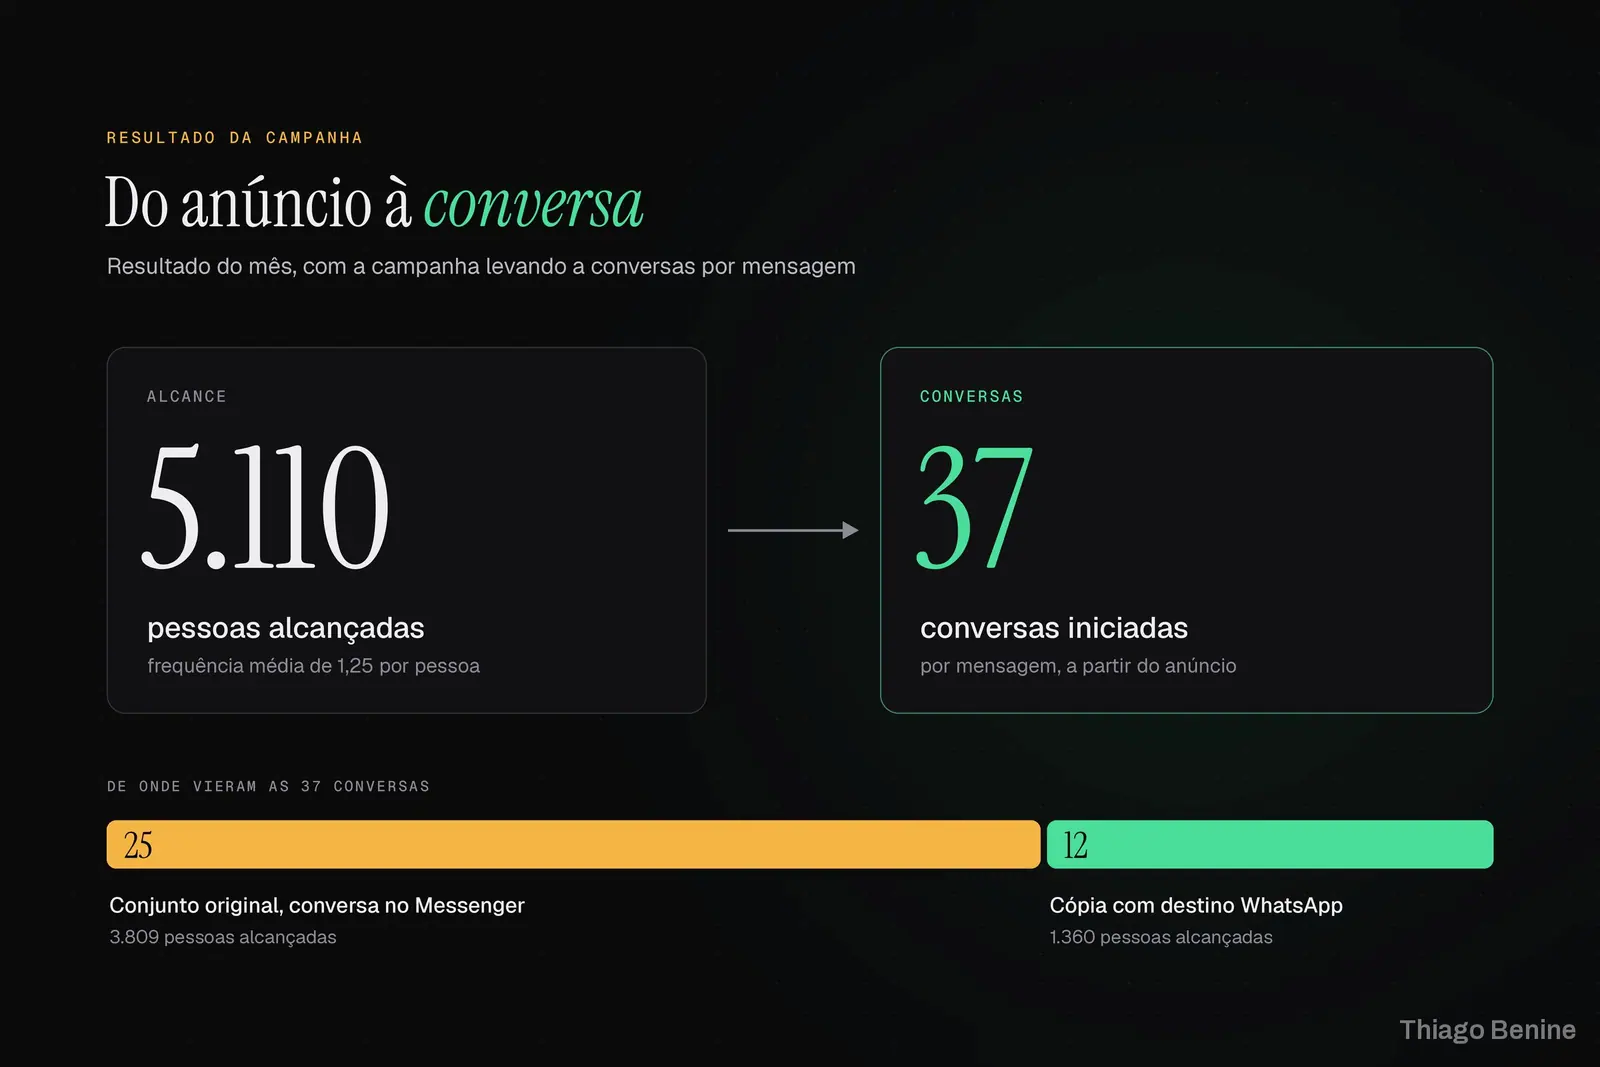 RESULTADO DA CAMPANHA
Do anúncio à conversa
Resultado do mês, com a campanha levando a conversas por mensagem
ALCANCE
5.110
pessoas alcançadas
frequência média de 1,25 por pessoa
CONVERSAS
37
conversas iniciadas
por mensagem, a partir do anúncio
DE ONDE VIERAM AS 37 CONVERSAS
25
Conjunto original, conversa no Messenger
3.809 pessoas alcançadas
12
Cópia com destino WhatsApp
1.360 pessoas alcançadas
Thiago Benine